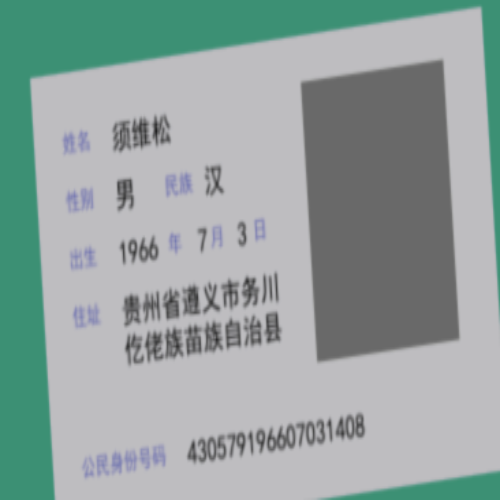 姓名 须维松
性别 男 民族 汉
出生 1966 年 7 月 3 日
住址 贵州省遵义市务川
仡佬族苗族自治县
公民身份号码 430579196607031408